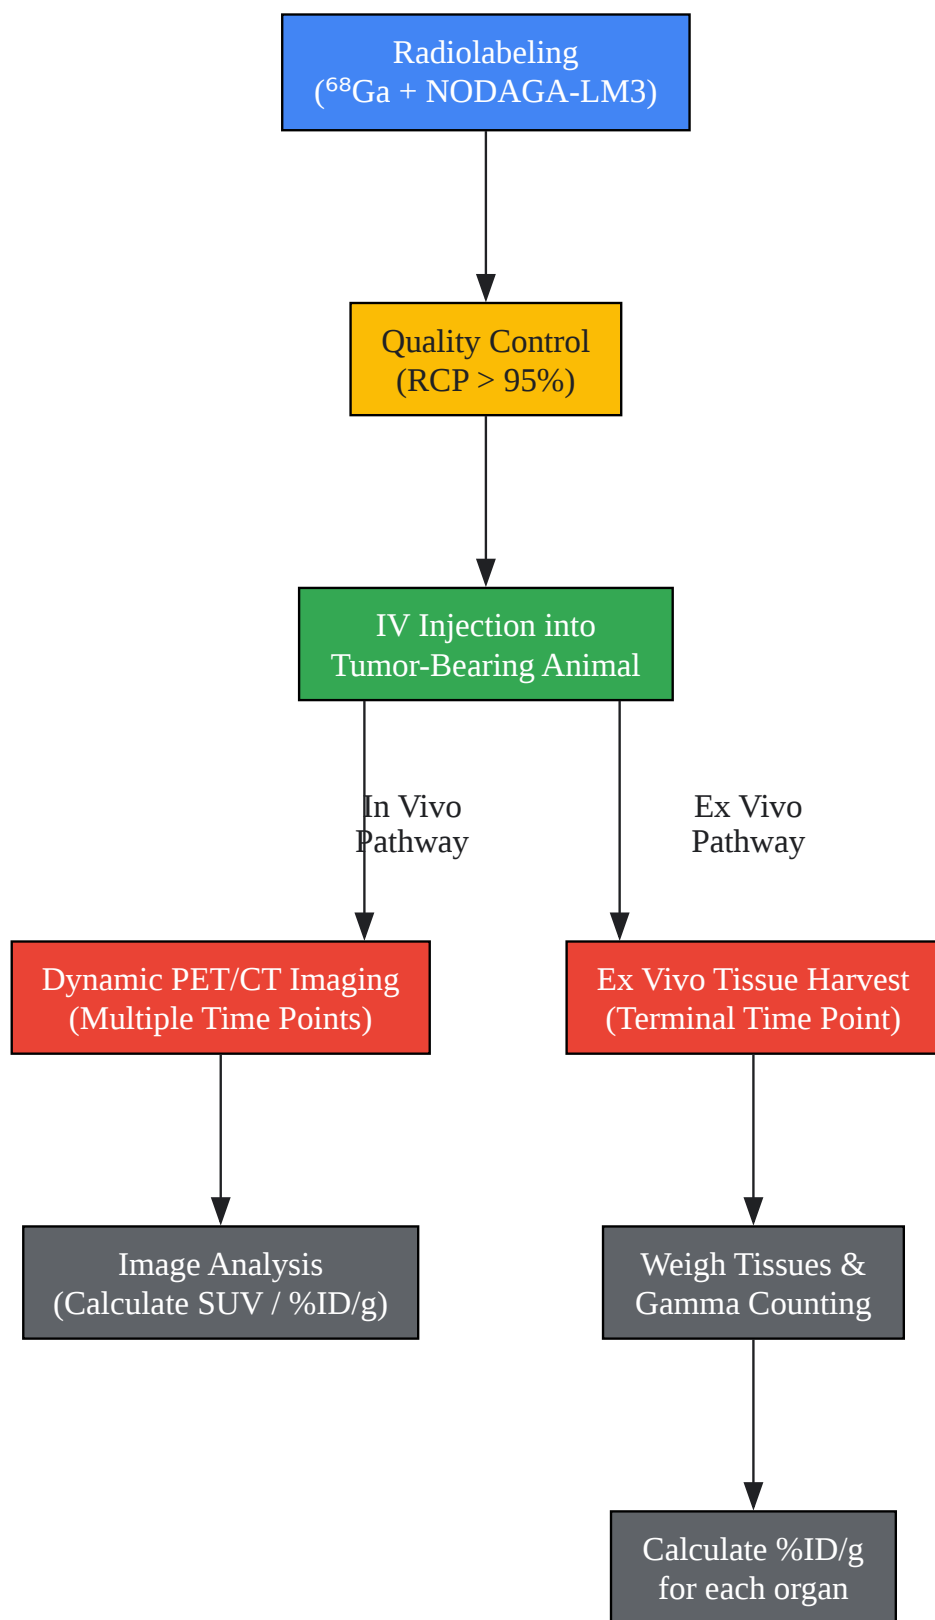 Radiolabeling
(⁶⁸Ga + NODAGA-LM3)
Quality Control
(RCP > 95%)
IV Injection into
Tumor-Bearing Animal
In Vivo
Pathway
Ex Vivo
Pathway
Dynamic PET/CT Imaging
(Multiple Time Points)
Ex Vivo Tissue Harvest
(Terminal Time Point)
Image Analysis
(Calculate SUV / %ID/g)
Weigh Tissues &
Gamma Counting
Calculate %ID/g
for each organ